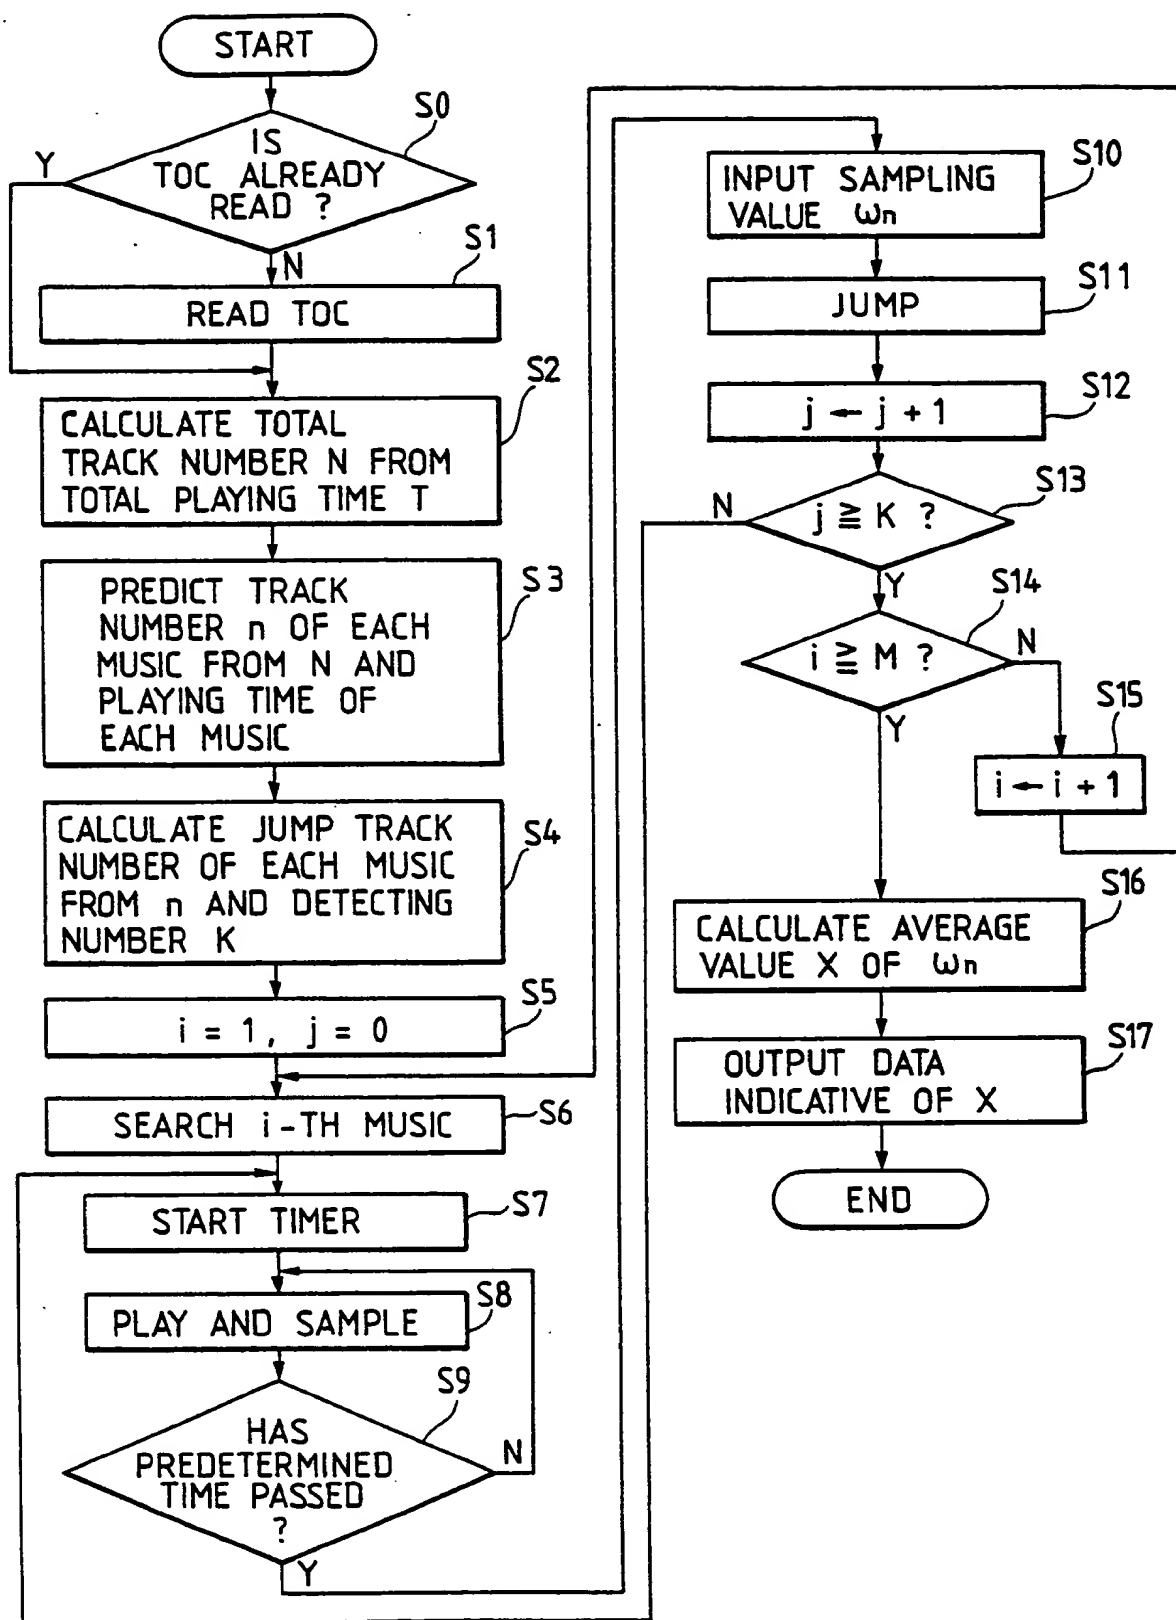 START
S0
IS
TOC ALREADY
READ ?
Y
N
S1
READ TOC
S2
CALCULATE TOTAL
TRACK NUMBER N FROM
TOTAL PLAYING TIME T
S3
PREDICT TRACK
NUMBER n OF EACH
MUSIC FROM N AND
PLAYING TIME OF
EACH MUSIC
S4
CALCULATE JUMP TRACK
NUMBER OF EACH MUSIC
FROM n AND DETECTING
NUMBER K
S5
i = 1, j = 0
S6
SEARCH i-TH MUSIC
S7
START TIMER
S8
PLAY AND SAMPLE
S9
HAS
PREDETERMINED
TIME PASSED
?
N
Y
S10
INPUT SAMPLING
VALUE ωn
S11
JUMP
S12
j ← j + 1
S13
j ≧ K ?
N
Y
S14
i ≧ M ?
N
Y
S15
i ← i + 1
S16
CALCULATE AVERAGE
VALUE X OF ωn
S17
OUTPUT DATA
INDICATIVE OF X
END